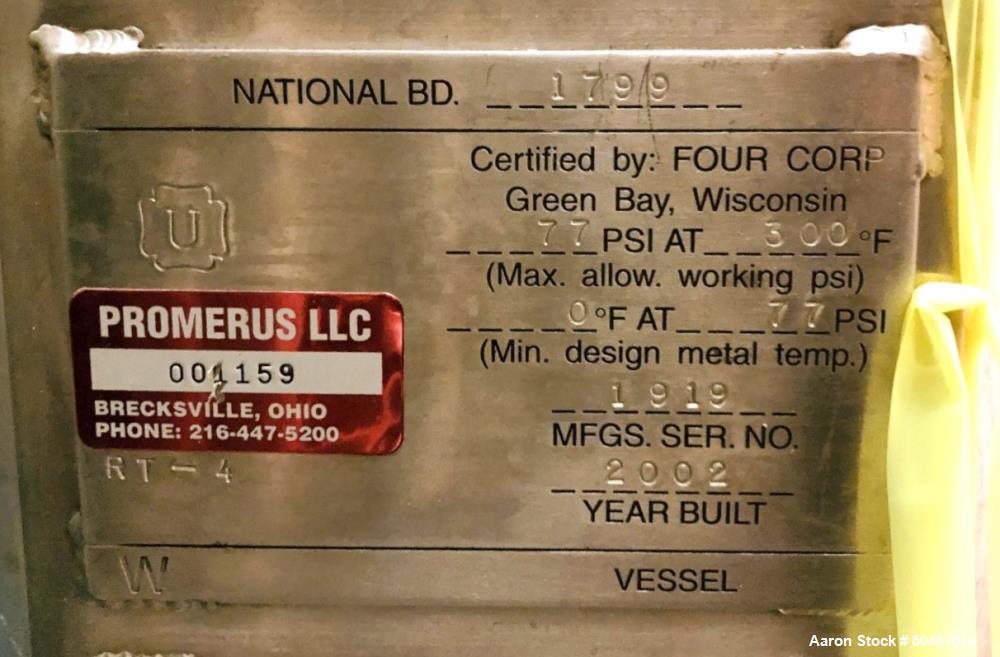 NATIONAL BD. 1799
Certified by: FOUR CORP
Green Bay, Wisconsin
77 PSI AT 300 °F
(Max. allow. working psi)
0 °F AT 77 PSI
(Min. design metal temp.)
1919
MFGS. SER. NO.
2002
YEAR BUILT
U
PROMERUS LLC
001159
BRECKSVILLE, OHIO
PHONE: 216-447-5200
RT-4
W
VESSEL
Aaron Stock #